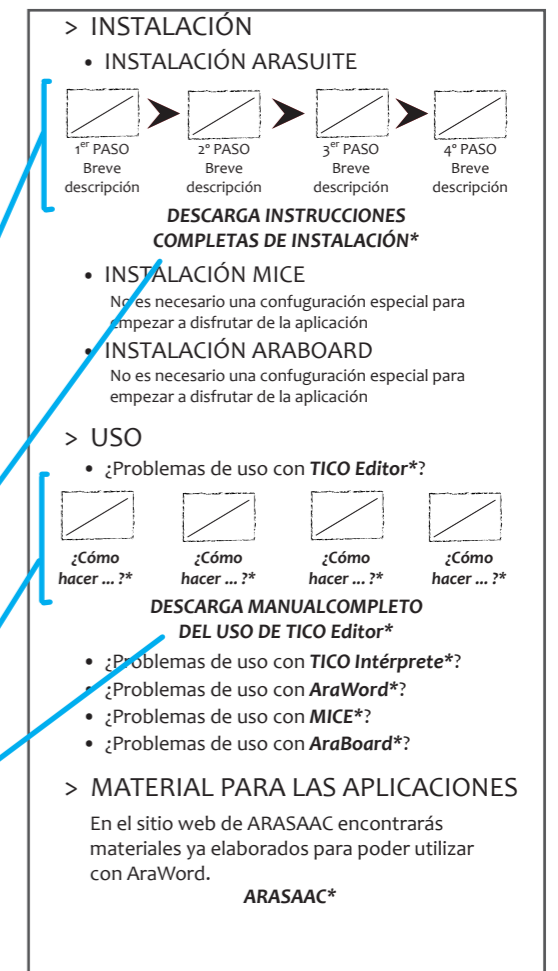 > INSTALACIÓN
• INSTALACIÓN ARASUITE
1er PASO
Breve
descripción
2º PASO
Breve
descripción
3er PASO
Breve
descripción
4º PASO
Breve
descripción
DESCARGA INSTRUCCIONES
COMPLETAS DE INSTALACIÓN*
• INSTALACIÓN MICE
No es necesario una confuguración especial para
empezar a disfrutar de la aplicación
• INSTALACIÓN ARABOARD
No es necesario una confuguración especial para
empezar a disfrutar de la aplicación
> USO
• ¿Problemas de uso con TICO Editor*?
¿Cómo
hacer ... ?*
¿Cómo
hacer ... ?*
¿Cómo
hacer ... ?*
¿Cómo
hacer ... ?*
DESCARGA MANUALCOMPLETO
DEL USO DE TICO Editor*
• ¿Problemas de uso con TICO Intérprete*?
• ¿Problemas de uso con AraWord*?
• ¿Problemas de uso con MICE*?
• ¿Problemas de uso con AraBoard*?
> MATERIAL PARA LAS APLICACIONES
En el sitio web de ARASAAC encontrarás
materiales ya elaborados para poder utilizar
con AraWord.
ARASAAC*